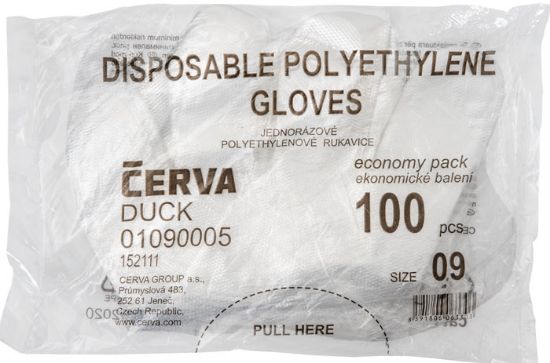 DISPOSABLE POLYETHYLENE
GLOVES
JEDNORÁZOVÉ
POLYETHYLENOVÉ RUKAVICE
ČERVA
DUCK
01090005
152111
economy pack
ekonomické balení
100 pcs
SIZE 09
CERVA GROUP a.s.,
Průmyslová 483,
252 61 Jeneč,
Czech Republic,
www.cerva.com
2020
PULL HERE